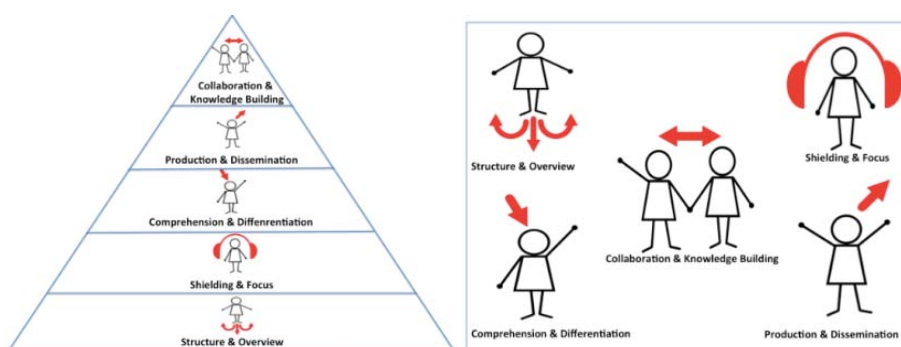 Collaboration &
Knowledge Building
Production & Dissemination
Comprehension & Diffenrentiation
Shielding & Focus
Structure & Overview
Structure & Overview
Shielding & Focus
Collaboration & Knowledge Building
Comprehension & Differentiation
Production & Dissemination